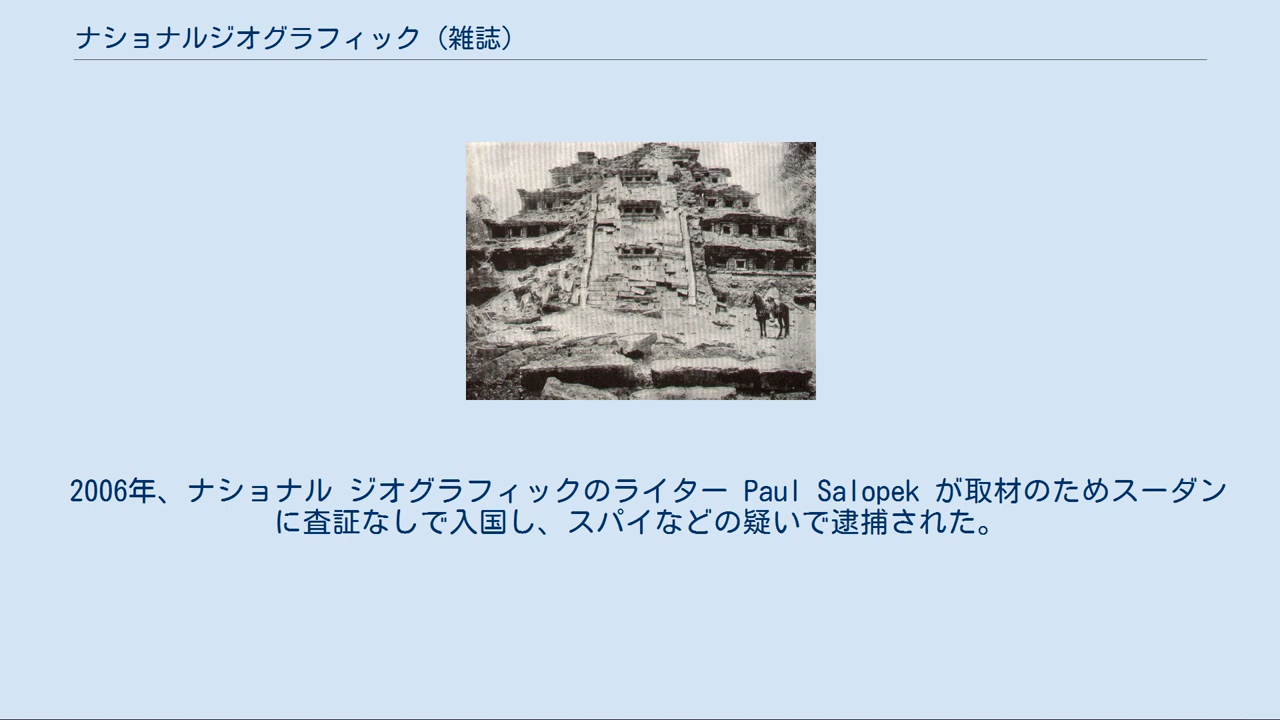 ナショナルジオグラフィック（雑誌）
2006年、ナショナル ジオグラフィックのライター Paul Salopek が取材のためスーダン
に査証なしで入国し、スパイなどの疑いで逮捕された。